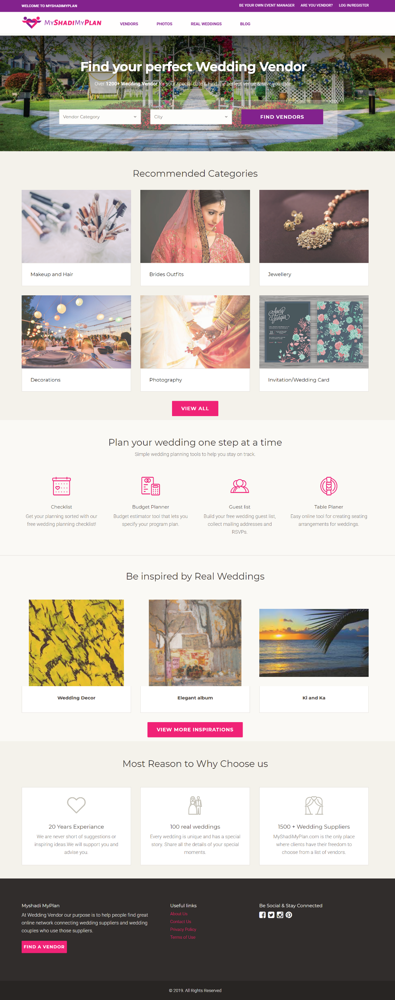 WELCOME TO MYSHADIMYPLAN
BE YOUR OWN EVENT MANAGER ARE YOU VENDOR? LOG IN/REGISTER
MYSHADIMYPLAN VENDORS PHOTOS REAL WEDDINGS BLOG
Find your perfect Wedding Vendor
Over 1200+ Wedding Vendor for your special date & Find the perfect venue & save you date.
Vendor Category City FIND VENDORS
Recommended Categories
Makeup and Hair
Brides Outfits
Jewellery
Avery
Georgia
23
Decorations
Photography
Invitation/Wedding Card
VIEW ALL
Plan your wedding one step at a time
Simple wedding planning tools to help you stay on track.
Checklist
Get your planning sorted with our
free wedding planning checklist!
Budget Planner
Budget estimator tool that lets you
specify your program plan.
Guest list
Build your free wedding guest list,
collect mailing addresses and
RSVPs.
Table Planer
Easy online tool for creating seating
arrangements for weddings.
Be inspired by Real Weddings
Wedding Decor
Elegant album
Ki and Ka
VIEW MORE INSPIRATIONS
Most Reason to Why Choose us
20 Years Experiance
We are never short of suggestions or
inspiring ideas.We will support you and
advise you.
100 real weddings
Every wedding is unique and has a special
story. Share all the details of your special
moments.
1500 + Wedding Suppliers
MyShadiMyPlan.com is the only place
where clients have their freedom to
choose from a list of vendors.
Myshadi MyPlan
At Wedding Vendor our purpose is to help people find great
online network connecting wedding suppliers and wedding
couples who use those suppliers.
FIND A VENDOR
Useful links
About Us
Contact Us
Privacy Policy
Terms of Use
Be Social & Stay Connected
© 2019. All Rights Reserved